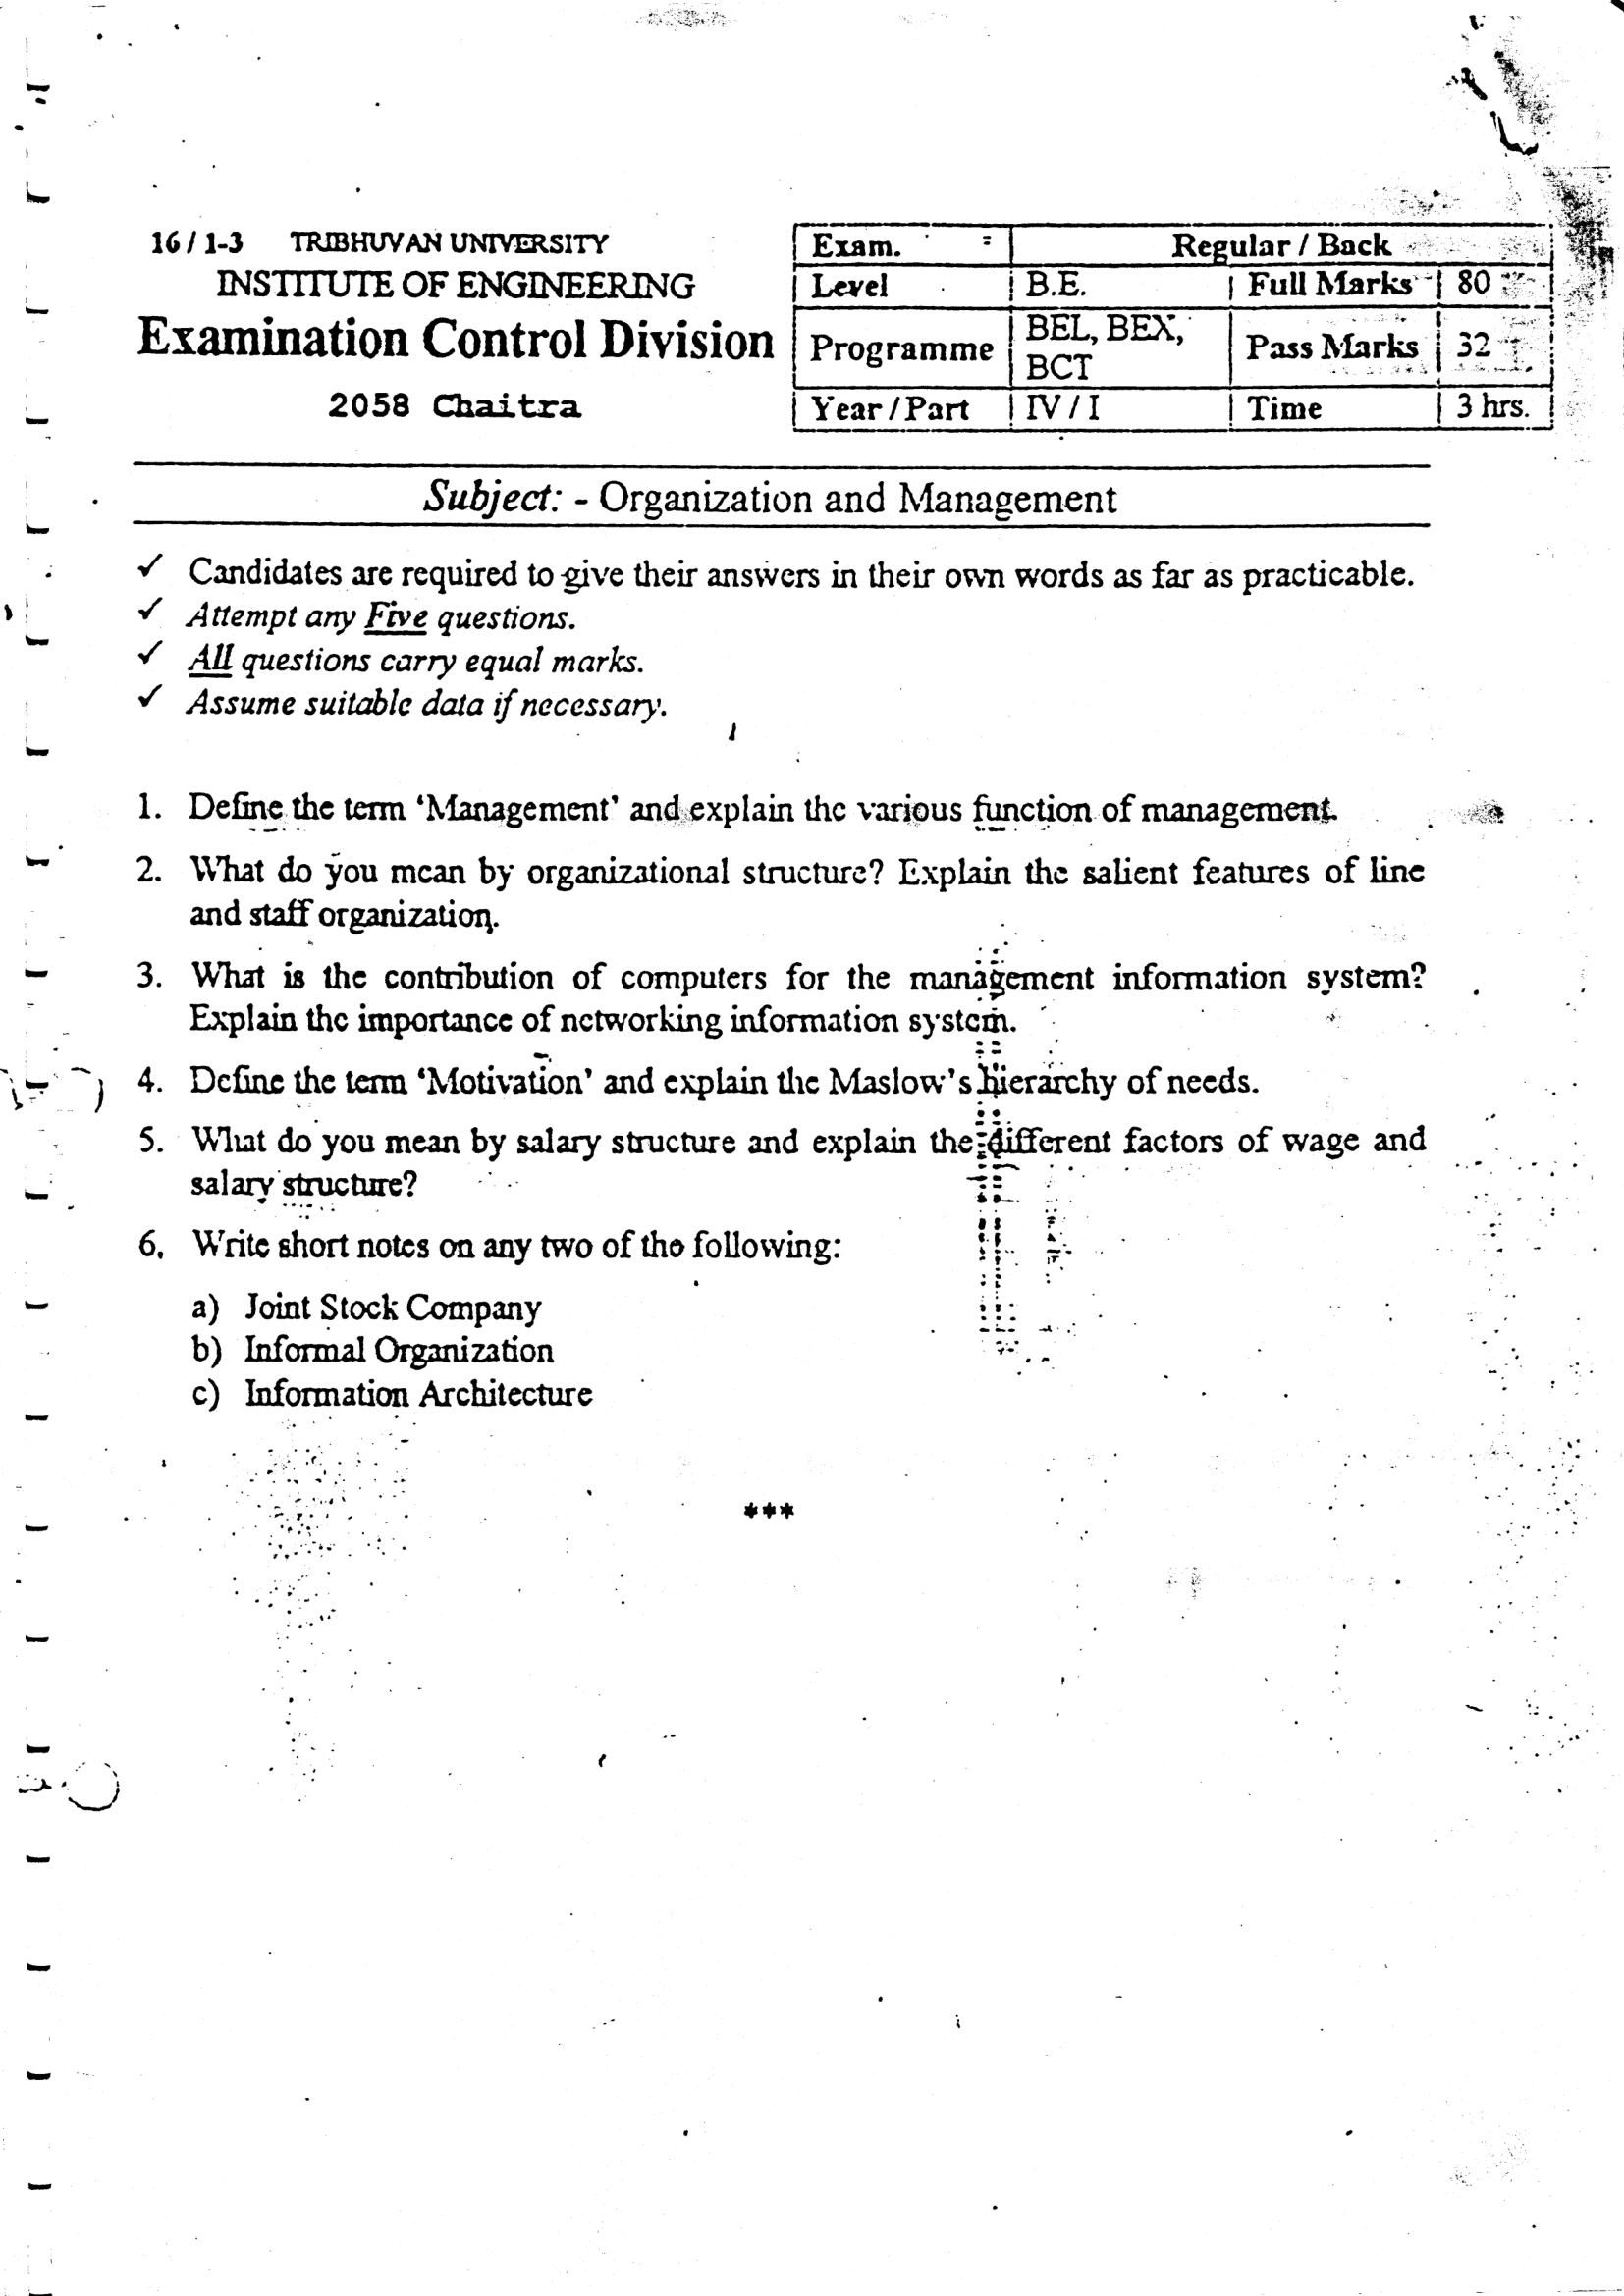 16 / 1-3 TRIBHUVAN UNIVERSITY
INSTITUTE OF ENGINEERING
Examination Control Division
2058 Chaitra
Exam. Regular / Back
Level B.E. Full Marks 80
Programme BEL, BEX, BCT Pass Marks 32
Year / Part IV / I Time 3 hrs.
Subject: - Organization and Management
✓ Candidates are required to give their answers in their own words as far as practicable.
✓ Attempt any Five questions.
✓ All questions carry equal marks.
✓ Assume suitable data if necessary.
1. Define the term ‘Management’ and explain the various function of management.
2. What do you mean by organizational structure? Explain the salient features of line
and staff organization.
3. What is the contribution of computers for the management information system?
Explain the importance of networking information system.
4. Define the term ‘Motivation’ and explain the Maslow’s hierarchy of needs.
5. What do you mean by salary structure and explain the different factors of wage and
salary structure?
6. Write short notes on any two of the following:
a) Joint Stock Company
b) Informal Organization
c) Information Architecture
***